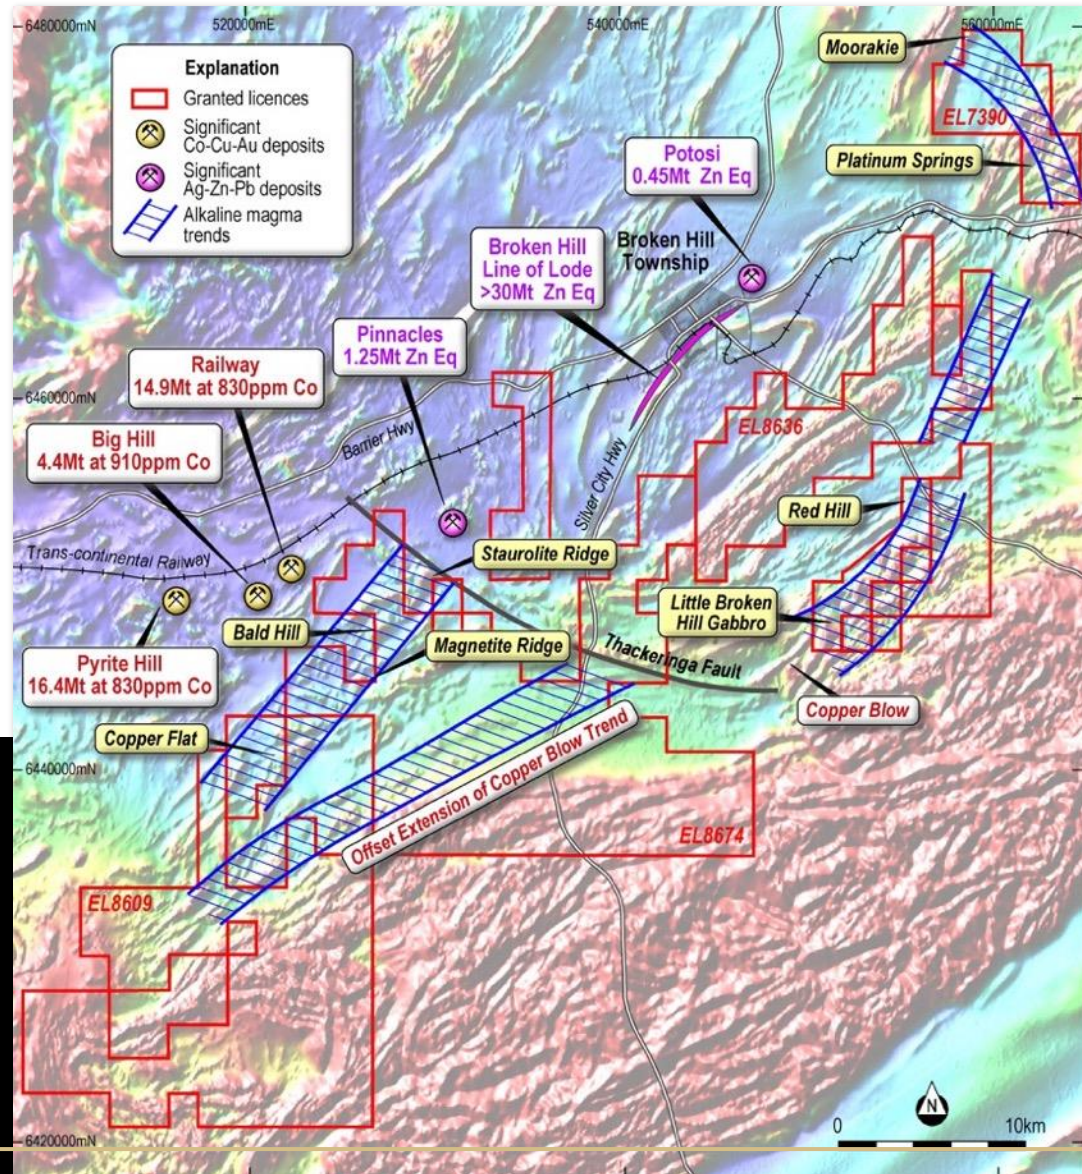 6480000mN
520000mE
540000mE
560000mE
Explanation
Granted licences
Significant
Co-Cu-Au deposits
Significant
Ag-Zn-Pb deposits
Alkaline magma
trends
Moorakie
EL7390
Platinum Springs
Potosi
0.45Mt Zn Eq
Broken Hill
Line of Lode
>30Mt Zn Eq
Broken Hill
Township
Pinnacles
1.25Mt Zn Eq
Railway
14.9Mt at 830ppm Co
6460000mN
Big Hill
4.4Mt at 910ppm Co
Barrier Hwy
EL8636
Silver City Hwy
Red Hill
Trans-continental Railway
Staurolite Ridge
Little Broken
Hill Gabbro
Bald Hill
Magnetite Ridge
Thackeringa Fault
Pyrite Hill
16.4Mt at 830ppm Co
Copper Blow
Copper Flat
6440000mN
Offset Extension of Copper Blow Trend
EL8674
EL8609
N
0
10km
6420000mN